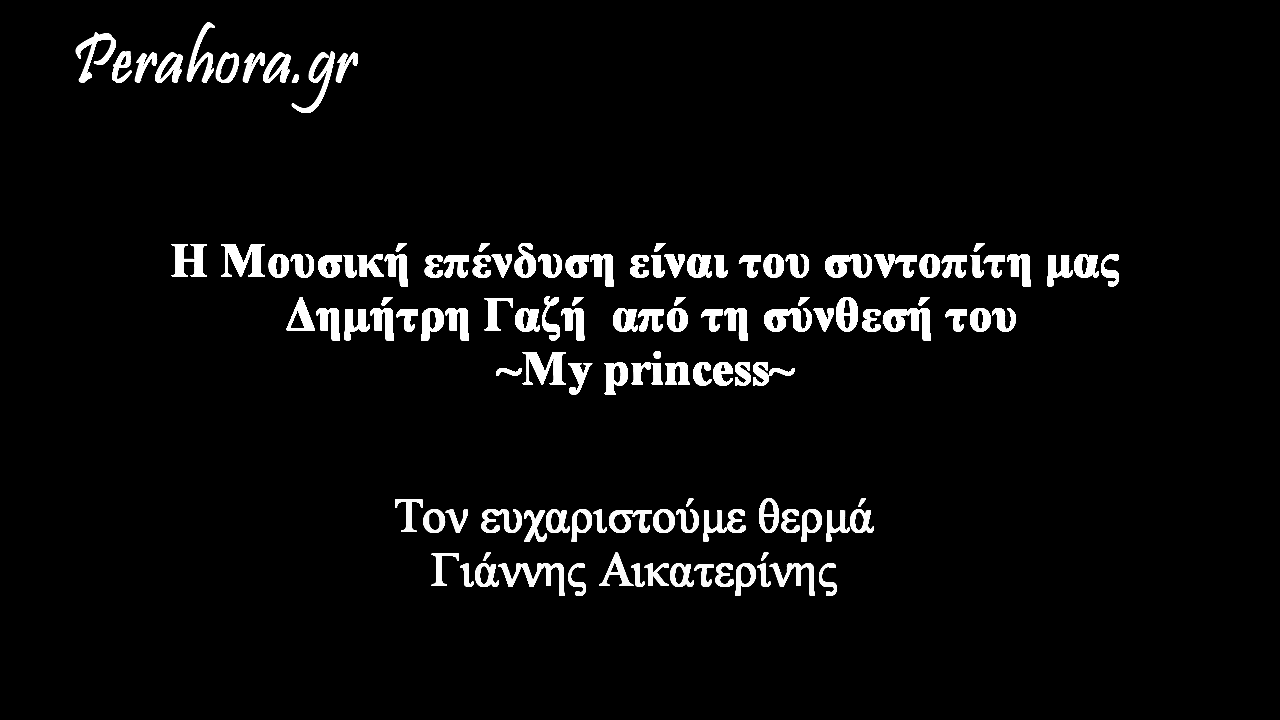 Perahora.gr
Η Μουσική επένδυση είναι του συντοπίτη μας
Δημήτρη Γαζή από τη σύνθεσή του
~My princess~
Τον ευχαριστούμε θερμά
Γιάννης Αικατερίνης